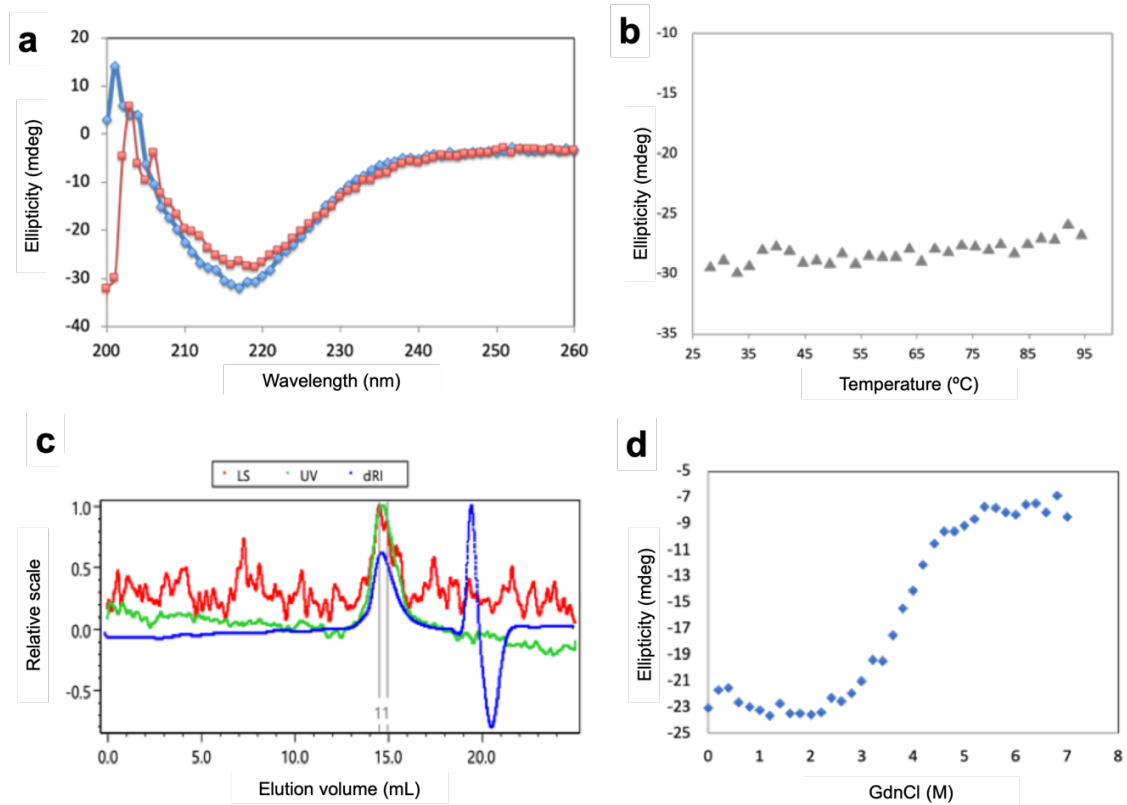 a
20
10
0
-10
-20
-30
-40
Ellipticity (mdeg)
200 210 220 230 240 250 260
Wavelength (nm)
b
-10
-15
-20
-25
-30
-35
Ellipticity (mdeg)
25 35 45 55 65 75 85 95
Temperature (ºC)
c
LS UV dRI
1.0
0.5
0.0
-0.5
Relative scale
11
0.0 5.0 10.0 15.0 20.0
Elution volume (mL)
d
-5
-7
-9
-11
-13
-15
-17
-19
-21
-23
-25
Ellipticity (mdeg)
0 1 2 3 4 5 6 7 8
GdnCl (M)